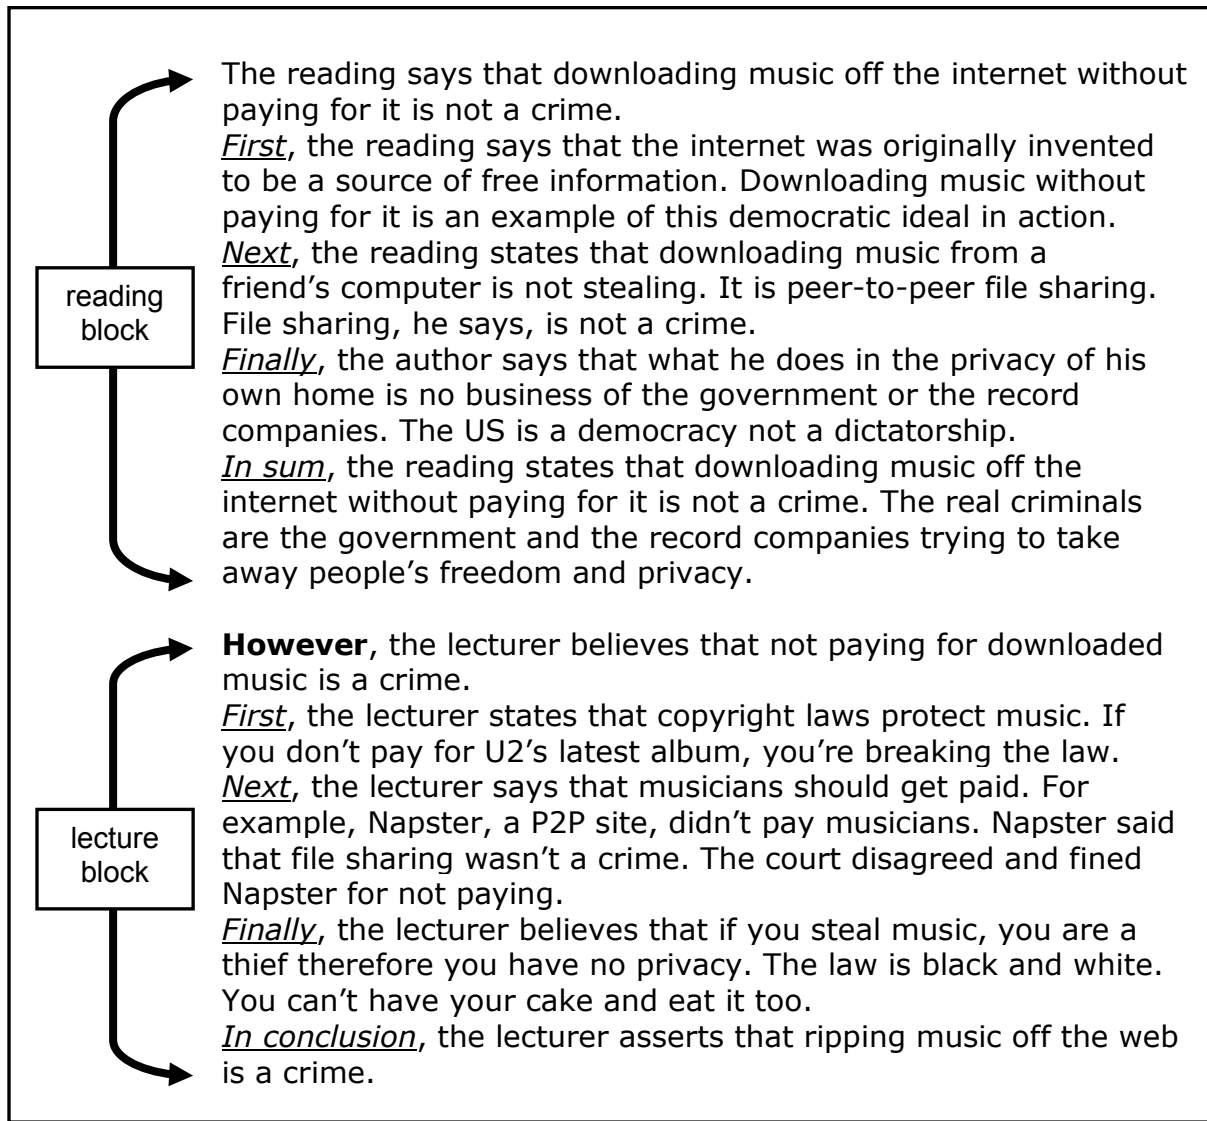 The reading says that downloading music off the internet without
paying for it is not a crime.
First, the reading says that the internet was originally invented
to be a source of free information. Downloading music without
paying for it is an example of this democratic ideal in action.
Next, the reading states that downloading music from a
friend's computer is not stealing. It is peer-to-peer file sharing.
File sharing, he says, is not a crime.
Finally, the author says that what he does in the privacy of his
own home is no business of the government or the record
companies. The US is a democracy not a dictatorship.
In sum, the reading states that downloading music off the
internet without paying for it is not a crime. The real criminals
are the government and the record companies trying to take
away people's freedom and privacy.
reading
block
However, the lecturer believes that not paying for downloaded
music is a crime.
First, the lecturer states that copyright laws protect music. If
you don't pay for U2's latest album, you're breaking the law.
Next, the lecturer says that musicians should get paid. For
example, Napster, a P2P site, didn't pay musicians. Napster said
that file sharing wasn't a crime. The court disagreed and fined
Napster for not paying.
Finally, the lecturer believes that if you steal music, you are a
thief therefore you have no privacy. The law is black and white.
You can't have your cake and eat it too.
In conclusion, the lecturer asserts that ripping music off the web
is a crime.
lecture
block